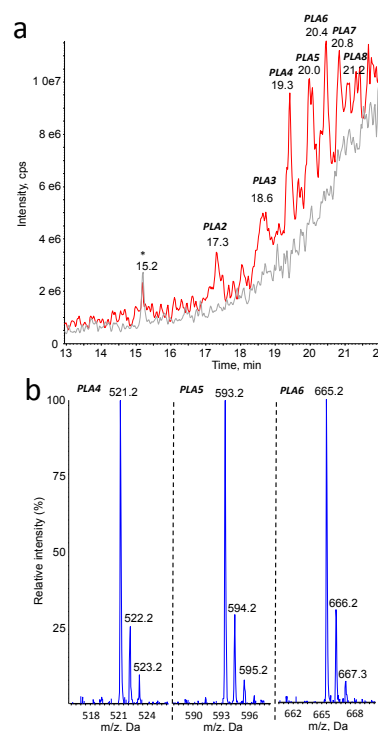 a
PLA6
20.4
PLA7
20.8
PLA8
21.2
PLA5
20.0
PLA4
19.3
PLA3
18.6
PLA2
17.3
*
15.2
Intensity, cps
1 0e7
8 e6
6 e6
4 e6
2 e6
0
13 14 15 16 17 18 19 20 21 2
Time, min
b
PLA4 521.2
522.2
523.2
PLA5 593.2
594.2
595.2
PLA6 665.2
666.2
667.3
Relative intensity (%)
100
75
50
25
518 521 524
590 593 596
662 665 668
m/z, Da
m/z, Da
m/z, Da